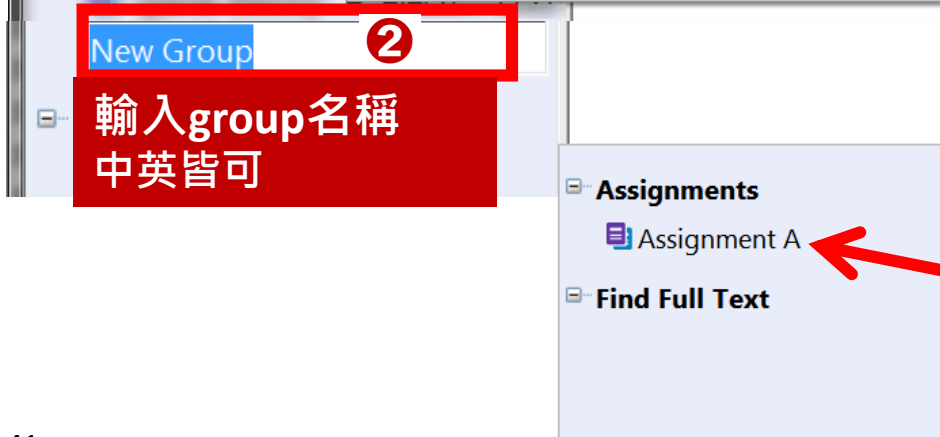 New Group
❷
輸入group名稱
中英皆可
Assignments
Assignment A
Find Full Text